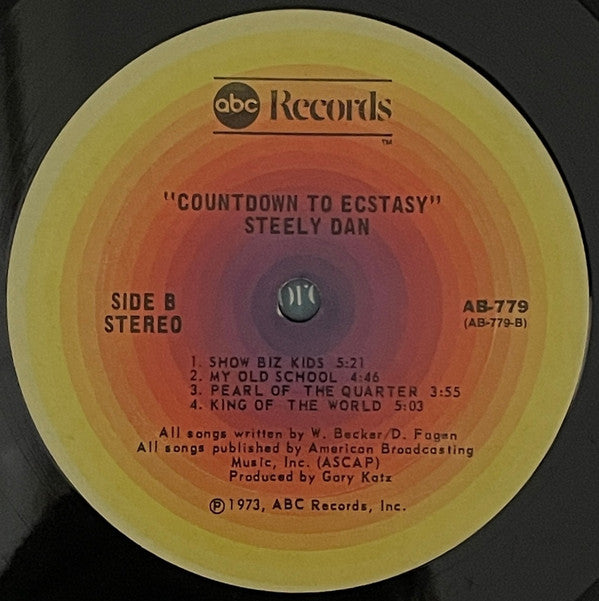 abc Records
TM
"COUNTDOWN TO ECSTASY"
STEELY DAN
SIDE B
STEREO
AB-779
(AB-779-B)
1. SHOW BIZ KIDS 5:21
2. MY OLD SCHOOL 4:46
3. PEARL OF THE QUARTER 3:55
4. KING OF THE WORLD 5:03
All songs written by W. Becker/D. Fagen
All songs published by American Broadcasting
Music, Inc. (ASCAP)
Produced by Gary Katz
℗ 1973, ABC Records, Inc.